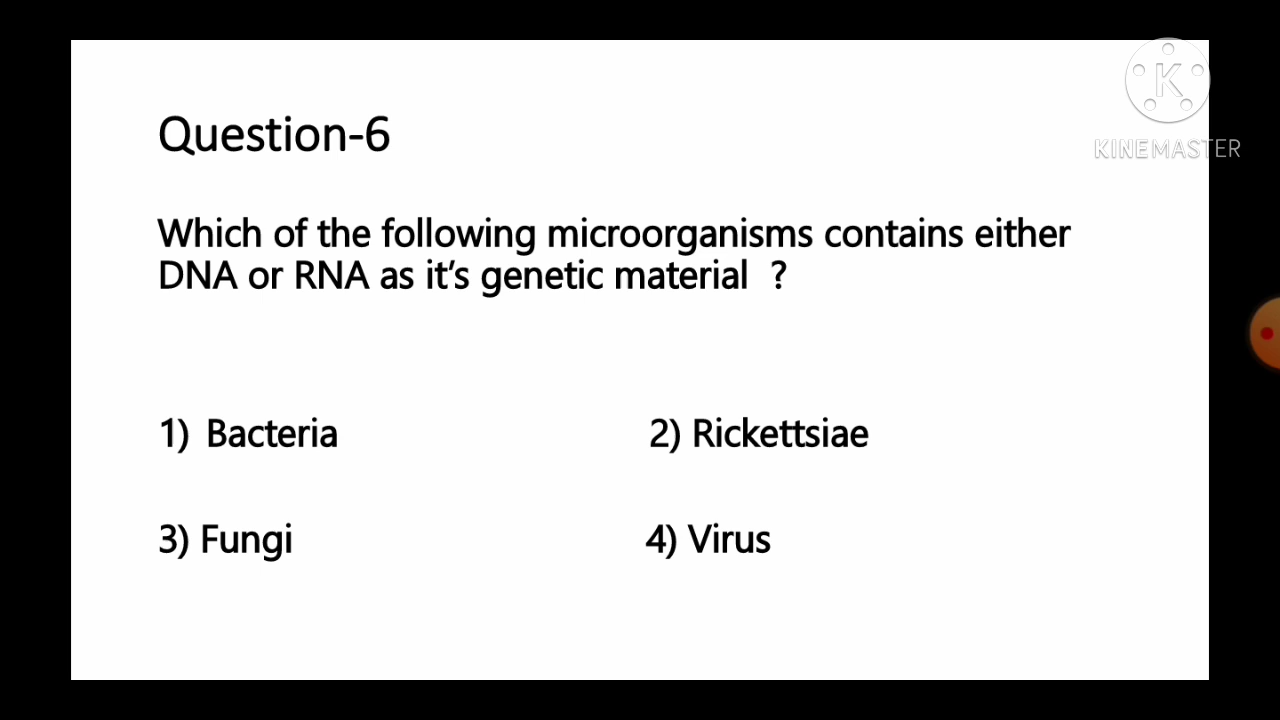 K
KINEMASTER
Question-6
Which of the following microorganisms contains either
DNA or RNA as it’s genetic material ?
1) Bacteria
2) Rickettsiae
3) Fungi
4) Virus